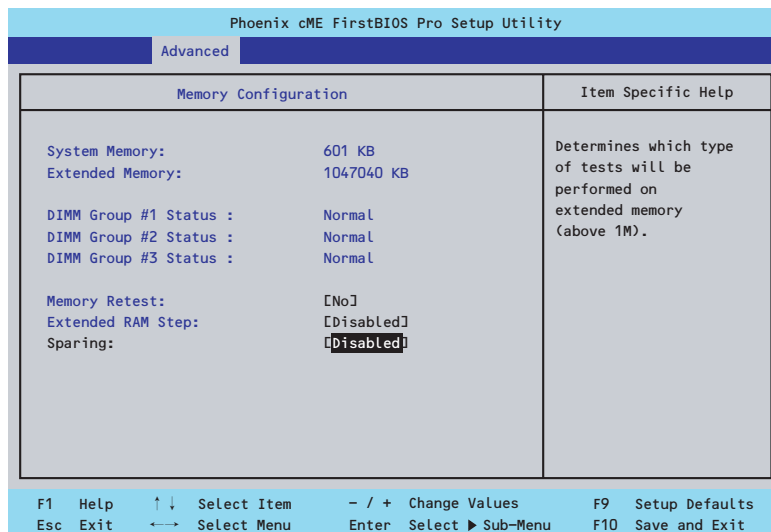 Phoenix cME FirstBIOS Pro Setup Utility
Advanced
Memory Configuration
Item Specific Help
System Memory: 601 KB
Extended Memory: 1047040 KB
DIMM Group #1 Status : Normal
DIMM Group #2 Status : Normal
DIMM Group #3 Status : Normal
Memory Retest: [No]
Extended RAM Step: [Disabled]
Sparing: [Disabled]
Determines which type
of tests will be
performed on
extended memory
(above 1M).
F1 Help ↑↓ Select Item - / + Change Values F9 Setup Defaults
Esc Exit ←→ Select Menu Enter Select ▶ Sub-Menu F10 Save and Exit